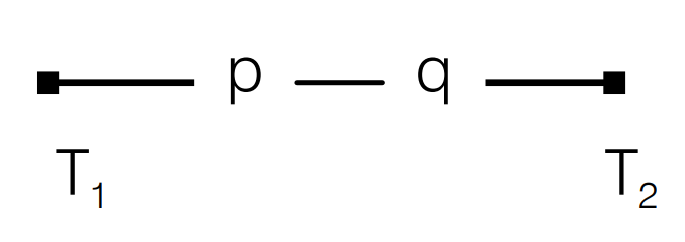 p q
T₁ T₂